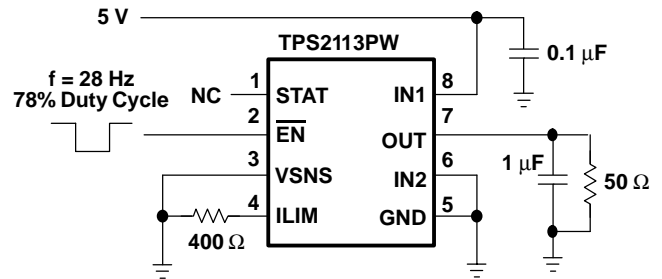 5 V
TPS2113PW
0.1 µF
f = 28 Hz
78% Duty Cycle
NC
1
STAT
IN1
8
2
EN
OUT
7
3
VSNS
IN2
6
4
ILIM
GND
5
400 Ω
1 µF
50 Ω